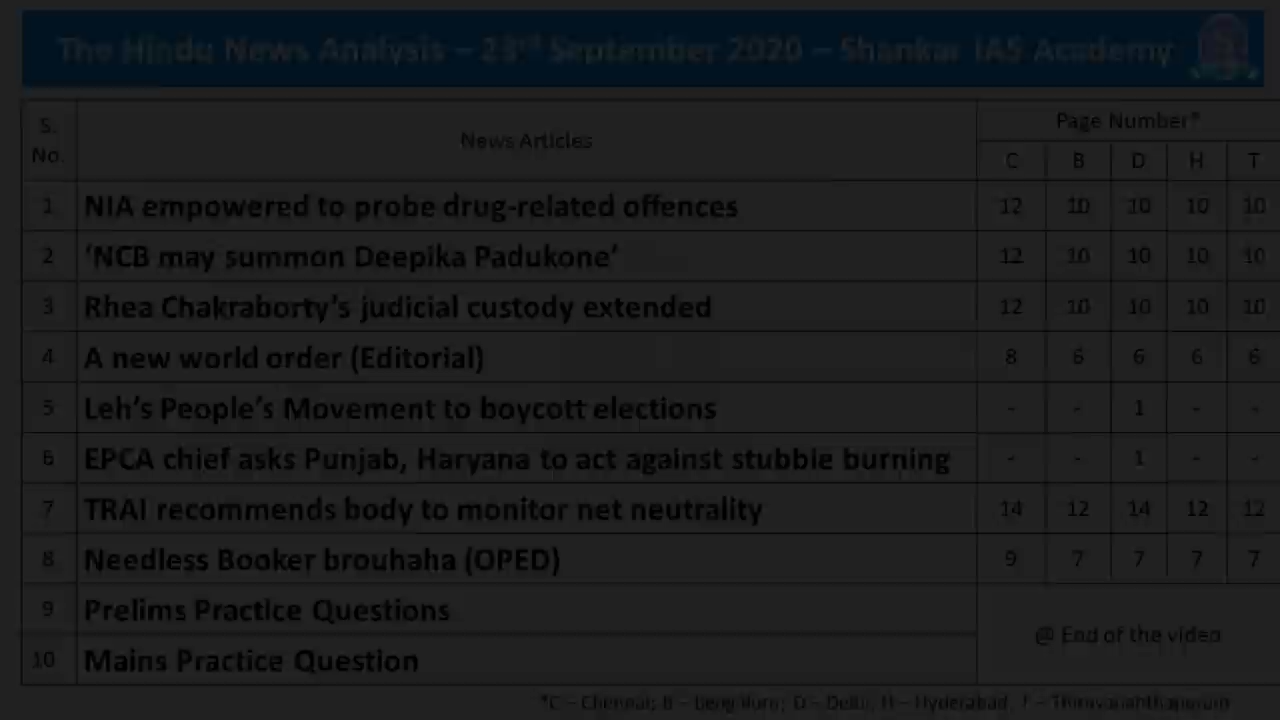 The Hindu News Analysis – 23rd September 2020 – Shankar IAS Academy
S. No. News Articles Page Number*
C B D H T
1 NIA empowered to probe drug-related offences 12 10 10 10 10
2 ‘NCB may summon Deepika Padukone’ 12 10 10 10 10
3 Rhea Chakraborty’s judicial custody extended 12 10 10 10 10
4 A new world order (Editorial) 8 6 6 6 6
5 Leh’s People’s Movement to boycott elections - - 1 - -
6 EPCA chief asks Punjab, Haryana to act against stubble burning - - 1 - -
7 TRAI recommends body to monitor net neutrality 14 12 14 12 12
8 Needless Booker brouhaha (OPED) 9 7 7 7 7
9 Prelims Practice Questions
@ End of the video
10 Mains Practice Question
*C – Chennai; B – Bengaluru; D – Delhi; H – Hyderabad; T – Thiruvananthapuram